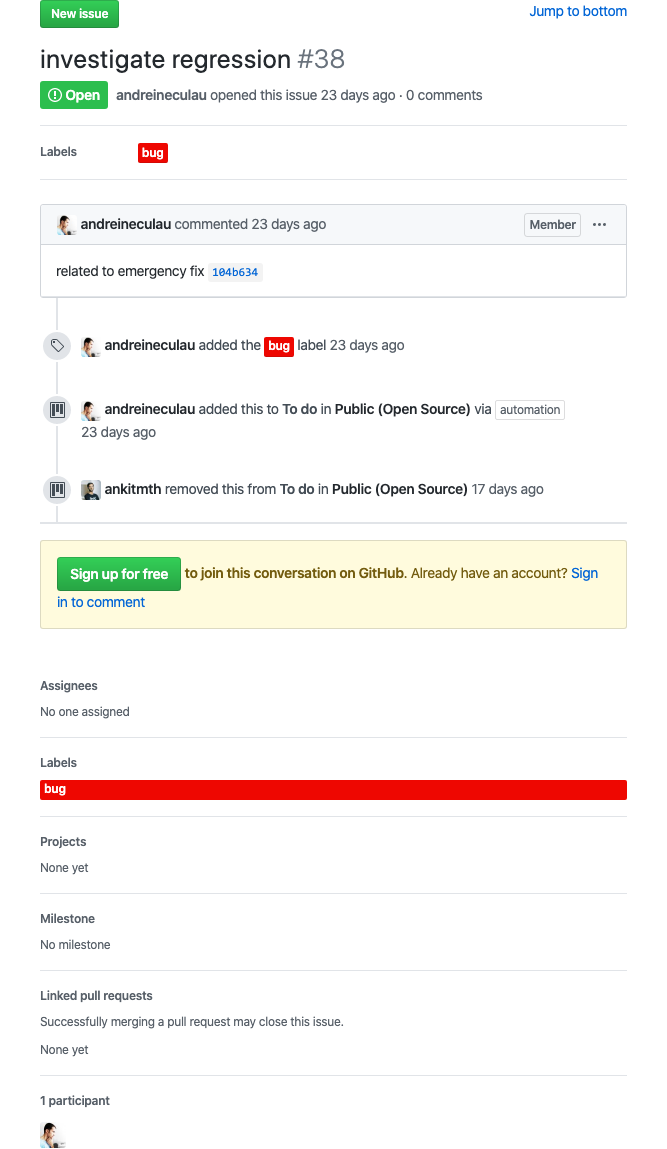 New issue
Jump to bottom
investigate regression #38
Open andreineculau opened this issue 23 days ago · 0 comments
Labels bug
andreineculau commented 23 days ago Member ···
related to emergency fix 104b634
andreineculau added the bug label 23 days ago
andreineculau added this to To do in Public (Open Source) via automation
23 days ago
ankitmth removed this from To do in Public (Open Source) 17 days ago
Sign up for free to join this conversation on GitHub. Already have an account? Sign
in to comment
Assignees
No one assigned
Labels
bug
Projects
None yet
Milestone
No milestone
Linked pull requests
Successfully merging a pull request may close this issue.
None yet
1 participant